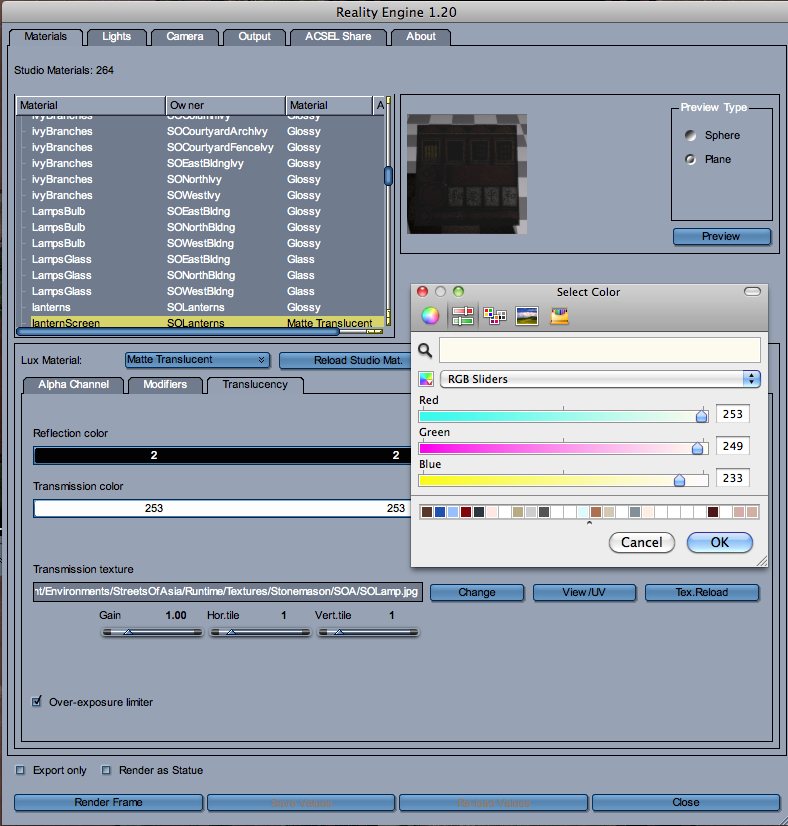 Reality Engine 1.20
Materials Lights Camera Output ACSEL Share About
Studio Materials: 264
Material Owner Material A
ivyBranches SOColumnIvy Glossy
ivyBranches SOCourtyardArchIvy Glossy
ivyBranches SOCourtyardFenceIvy Glossy
ivyBranches SOEastBldngIvy Glossy
ivyBranches SONorthIvy Glossy
ivyBranches SOWestIvy Glossy
LampsBulb SOEastBldng Glossy
LampsBulb SONorthBldng Glossy
LampsBulb SOWestBldng Glossy
LampsGlass SOEastBldng Glass
LampsGlass SONorthBldng Glass
LampsGlass SOWestBldng Glass
lanterns SOLanterns Glossy
lanternScreen SOLanterns Matte Translucent
Preview Type
Sphere
Plane
Preview
Lux Material: Matte Translucent Reload Studio Mat.
Alpha Channel Modifiers Translucency
Reflection color
2 2
Transmission color
253 253
Select Color
RGB Sliders
Red
253
Green
249
Blue
233
Cancel OK
Transmission texture
nt/Environments/StreetsOfAsia/Runtime/Textures/Stonemason/SOA/SOLamp.jpg Change View/UV Tex.Reload
Gain 1.00 Hor.tile 1 Vert.tile 1
Over-exposure limiter
Export only Render as Statue
Render Frame Close